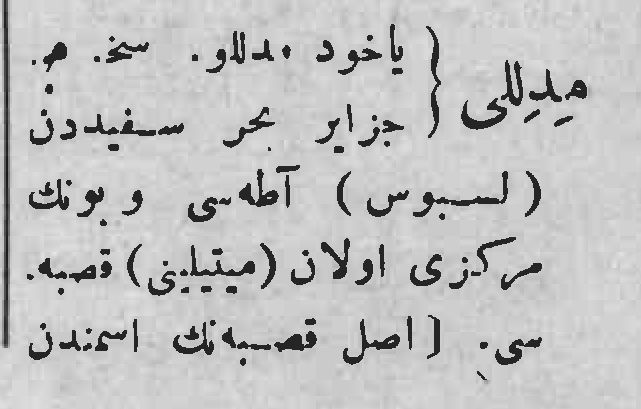 مِدِللی { یاخود مدللو. سخ. م.
جزایر بحر سفیددن
(لسبوس) آطه‌سی و بونك
مركزی اولان (میتیلینی) قصبه‌
سی. [اصل قصبه‌نك اسمندن